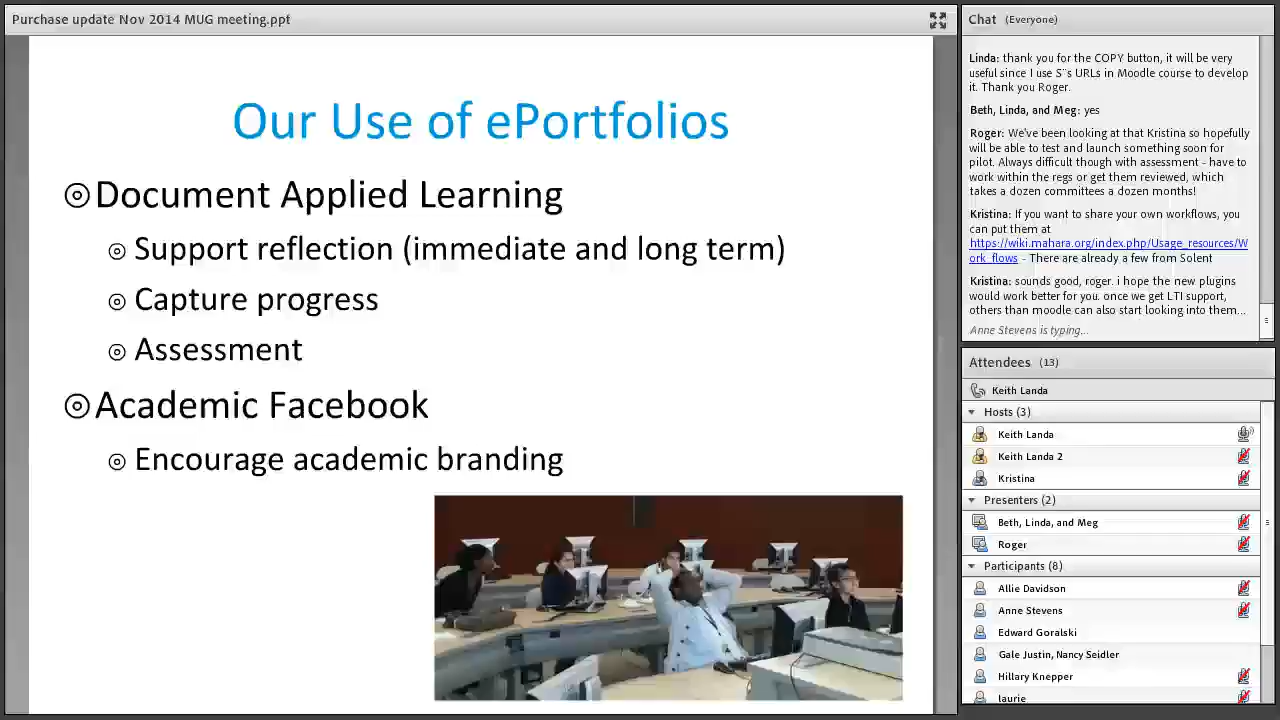 Purchase update Nov 2014 MUG meeting.ppt
Our Use of ePortfolios
Document Applied Learning
Support reflection (immediate and long term)
Capture progress
Assessment
Academic Facebook
Encourage academic branding
Chat (Everyone)
Linda: thank you for the COPY button, it will be very
useful since I use S¨s URLs in Moodle course to develop
it. Thank you Roger.
Beth, Linda, and Meg: yes
Roger: We've been looking at that Kristina so hopefully
will be able to test and launch something soon for
pilot. Always difficult though with assessment - have to
work within the regs or get them reviewed, which
takes a dozen committees a dozen months!
Kristina: If you want to share your own workflows, you
can put them at
https://wiki.mahara.org/index.php/Usage_resources/W
ork_flows - There are already a few from Solent
Kristina: sounds good, roger. i hope the new plugins
would work better for you. once we get LTI support,
others than moodle can also start looking into them...
Anne Stevens is typing...
Attendees (13)
Keith Landa
Hosts (3)
Keith Landa
Keith Landa 2
Kristina
Presenters (2)
Beth, Linda, and Meg
Roger
Participants (8)
Allie Davidson
Anne Stevens
Edward Goralski
Gale Justin, Nancy Seidler
Hillary Knepper
laurie